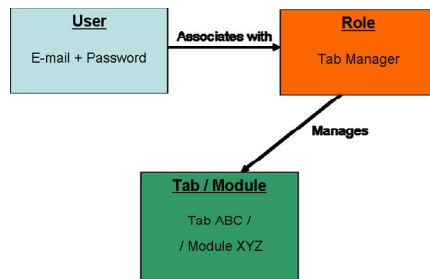 User
E-mail + Password
Associates with
Role
Tab Manager
Manages
Tab / Module
Tab ABC /
/ Module XYZ